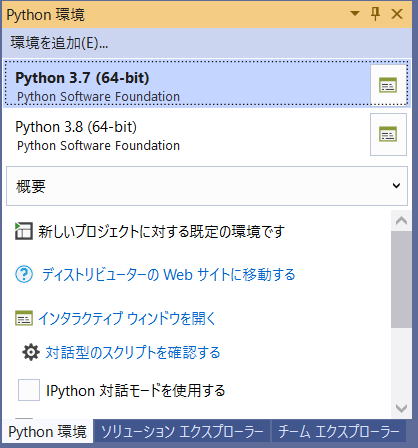 Python 環境
環境を追加(E)...
Python 3.7 (64-bit)
Python Software Foundation
Python 3.8 (64-bit)
Python Software Foundation
概要
新しいプロジェクトに対する既定の環境です
ディストリビューターの Web サイトに移動する
インタラクティブ ウィンドウを開く
対話型のスクリプトを確認する
IPython 対話モードを使用する
Python 環境 ソリューション エクスプローラー チーム エクスプローラー